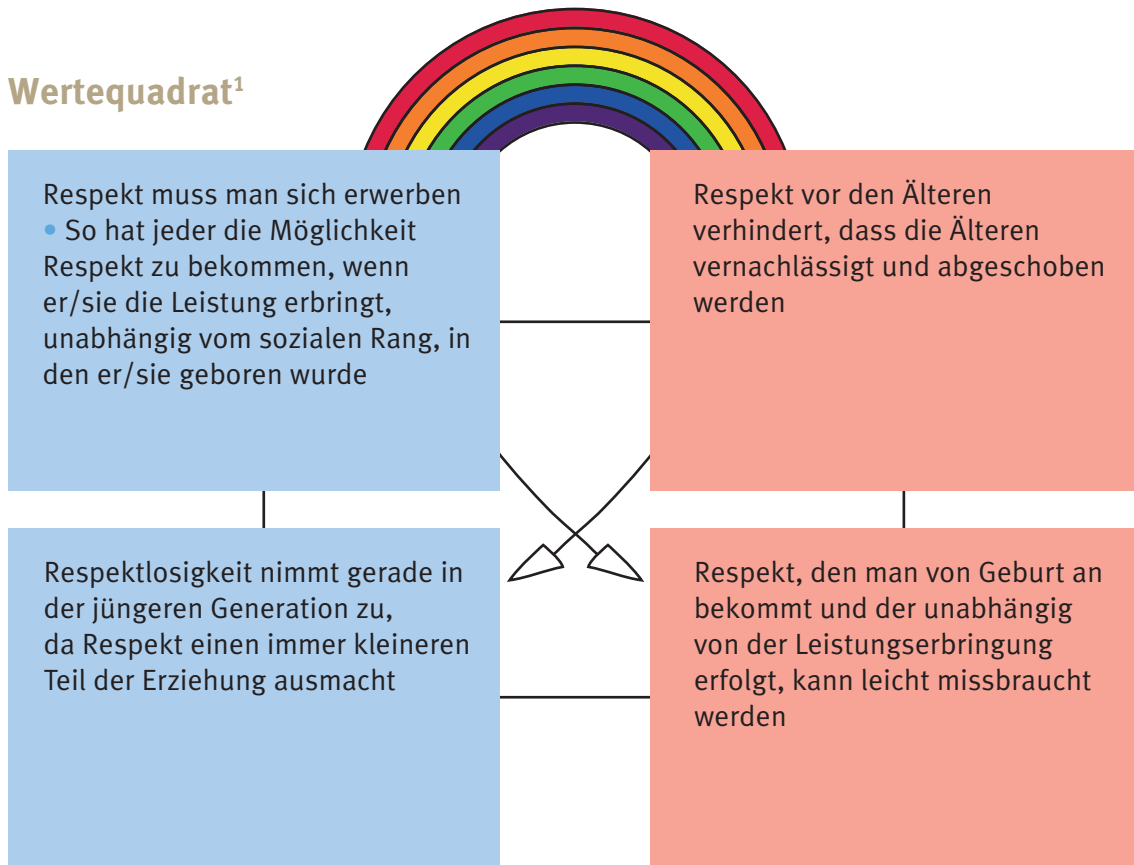 Wertequadrat¹
Respekt muss man sich erwerben
• So hat jeder die Möglichkeit
Respekt zu bekommen, wenn
er/sie die Leistung erbringt,
unabhängig vom sozialen Rang, in
den er/sie geboren wurde
Respekt vor den Älteren
verhindert, dass die Älteren
vernachlässigt und abgeschoben
werden
Respektlosigkeit nimmt gerade in
der jüngeren Generation zu,
da Respekt einen immer kleineren
Teil der Erziehung ausmacht
Respekt, den man von Geburt an
bekommt und der unabhängig
von der Leistungserbringung
erfolgt, kann leicht missbraucht
werden